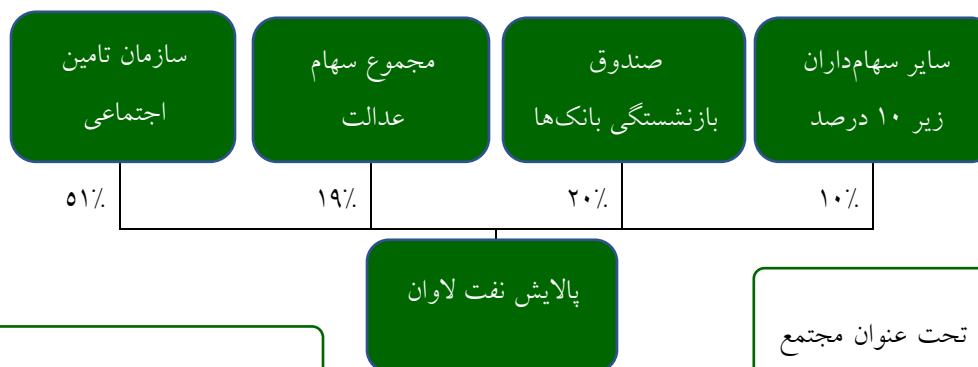 سایر سهام‌داران
زیر ۱۰ درصد
صندوق
بازنشستگی بانک‌ها
مجموع سهام
عدالت
سازمان تامین
اجتماعی
۱۰٪
۲۰٪
۱۹٪
۵۱٪
پالایش نفت لاوان
تحت عنوان مجتمع